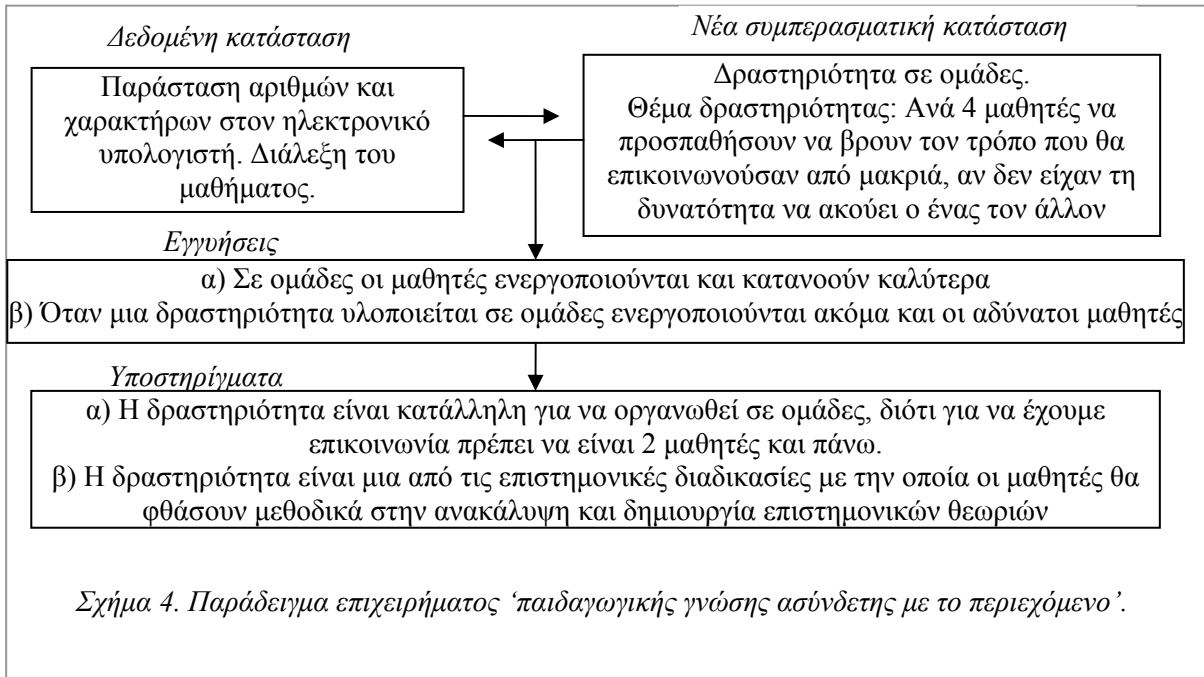 Δεδομένη κατάσταση
Παράσταση αριθμών και
χαρακτήρων στον ηλεκτρονικό
υπολογιστή. Διάλεξη του
μαθήματος.
Νέα συμπερασματική κατάσταση
Δραστηριότητα σε ομάδες.
Θέμα δραστηριότητας: Ανά 4 μαθητές να
προσπαθήσουν να βρουν τον τρόπο που θα
επικοινωνούσαν από μακριά, αν δεν είχαν τη
δυνατότητα να ακούει ο ένας τον άλλον
Εγγυήσεις
α) Σε ομάδες οι μαθητές ενεργοποιούνται και κατανοούν καλύτερα
β) Όταν μια δραστηριότητα υλοποιείται σε ομάδες ενεργοποιούνται ακόμα και οι αδύνατοι μαθητές
Υποστηρίγματα
α) Η δραστηριότητα είναι κατάλληλη για να οργανωθεί σε ομάδες, διότι για να έχουμε
επικοινωνία πρέπει να είναι 2 μαθητές και πάνω.
β) Η δραστηριότητα είναι μια από τις επιστημονικές διαδικασίες με την οποία οι μαθητές θα
φθάσουν μεθοδικά στην ανακάλυψη και δημιουργία επιστημονικών θεωριών
Σχήμα 4. Παράδειγμα επιχειρήματος ‘παιδαγωγικής γνώσης ασύνδετης με το περιεχόμενο’.